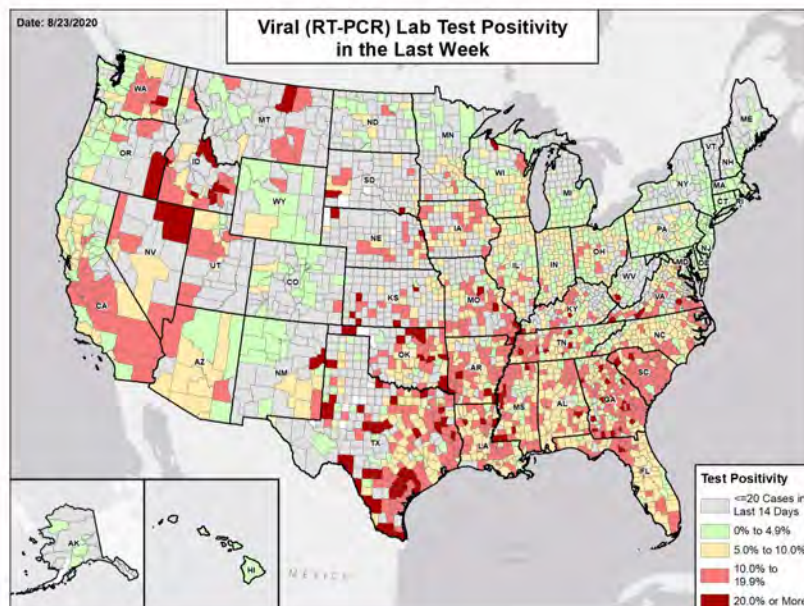 Date: 8/23/2020
Viral (RT-PCR) Lab Test Positivity
in the Last Week
WA
MT
ND
MN
ME
OR
ID
SD
WI
VT
NH
NY
MA
CT
RI
WY
MI
NE
IA
PA
NJ
NV
UT
CO
IL
IN
OH
MD
DE
WV
VA
CA
KS
MO
KY
NC
AZ
NM
OK
AR
TN
SC
TX
LA
MS
AL
GA
FL
AK
HI
MEXICO
Test Positivity
<=20 Cases in
Last 14 Days
0% to 4.9%
5.0% to 10.0%
10.0% to
19.9%
20.0% or More